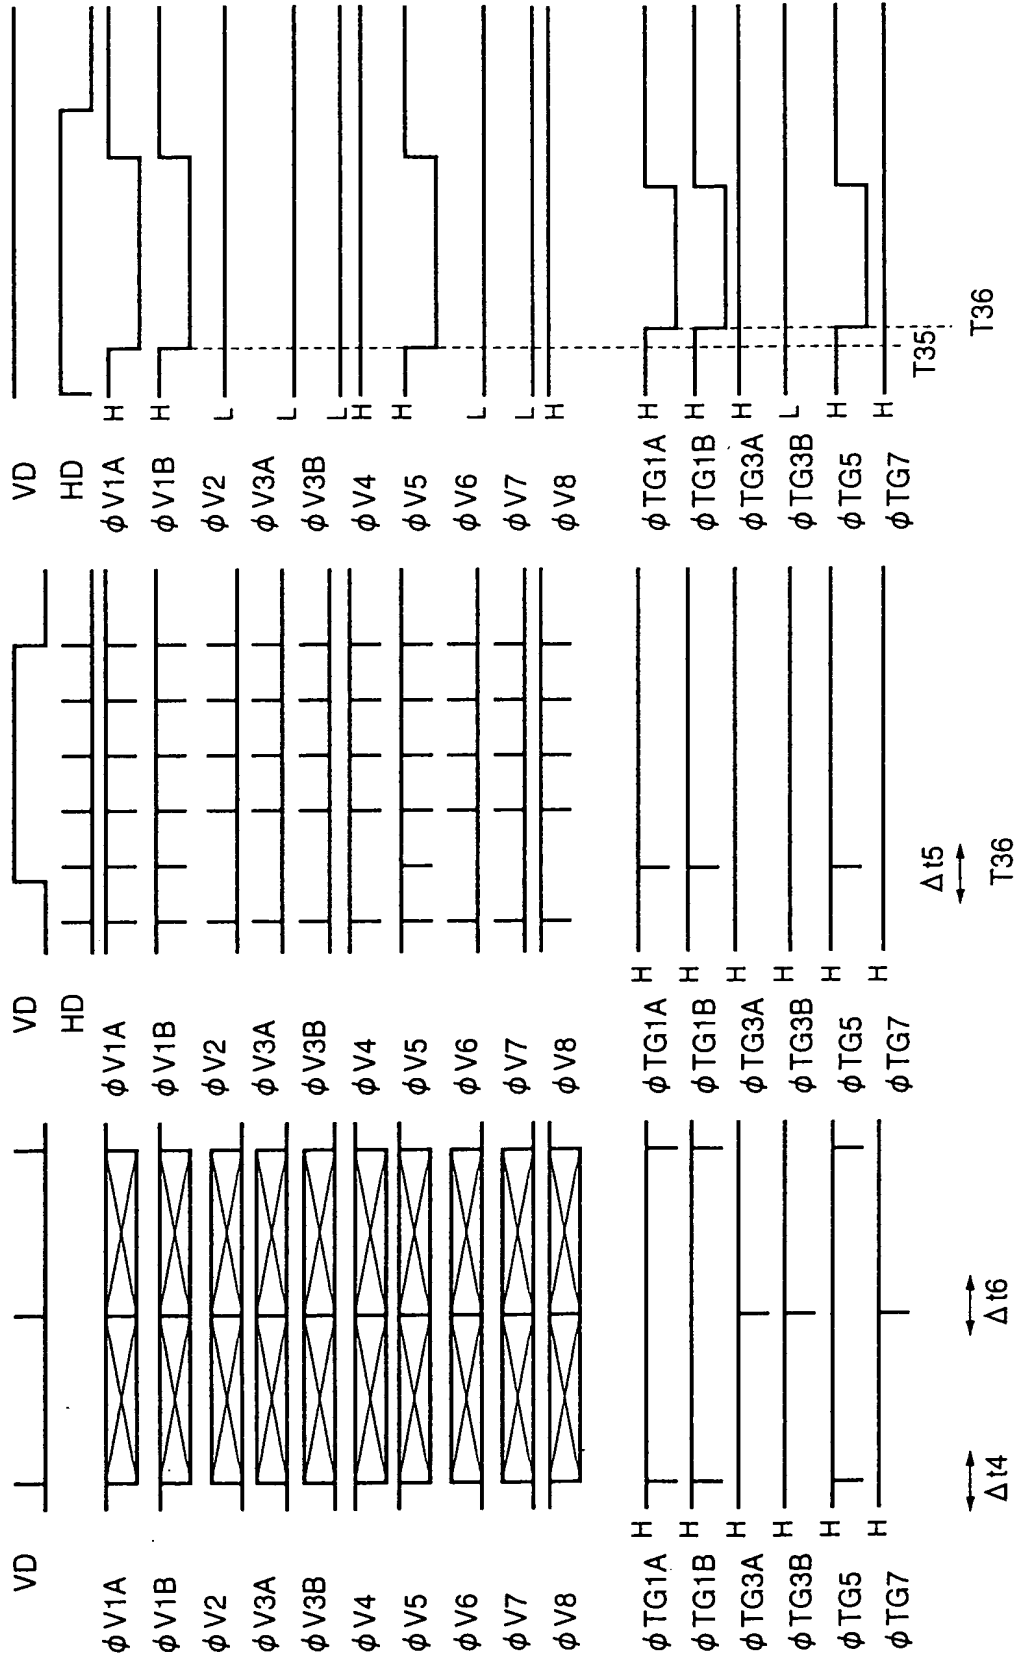 VD
φV1A
φV1B
φV2
φV3A
φV3B
φV4
φV5
φV6
φV7
φV8
φTG1A H
φTG1B H
φTG3A H
φTG3B H
φTG5 H
φTG7 H
Δt4 Δt6
VD
HD
φV1A
φV1B
φV2
φV3A
φV3B
φV4
φV5
φV6
φV7
φV8
φTG1A H
φTG1B H
φTG3A H
φTG3B H
φTG5 H
φTG7 H
Δt5
T36
VD
HD
φV1A H
φV1B H
φV2 L
φV3A L
φV3B L
φV4 H
φV5 H
φV6 L
φV7 L
φV8 H
φTG1A H
φTG1B H
φTG3A H
φTG3B L
φTG5 H
φTG7 H
T35
T36